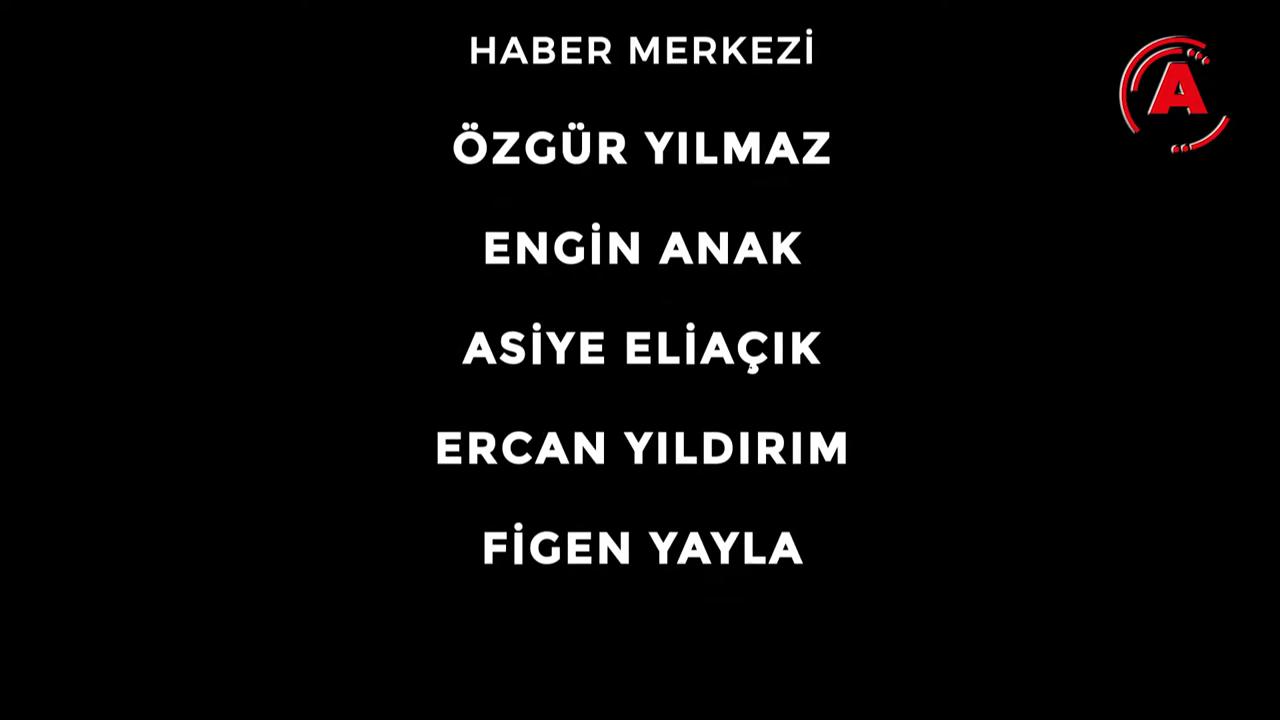 HABER MERKEZİ
A
ÖZGÜR YILMAZ
ENGİN ANAK
ASİYE ELİAÇIK
ERCAN YILDIRIM
FİGEN YAYLA